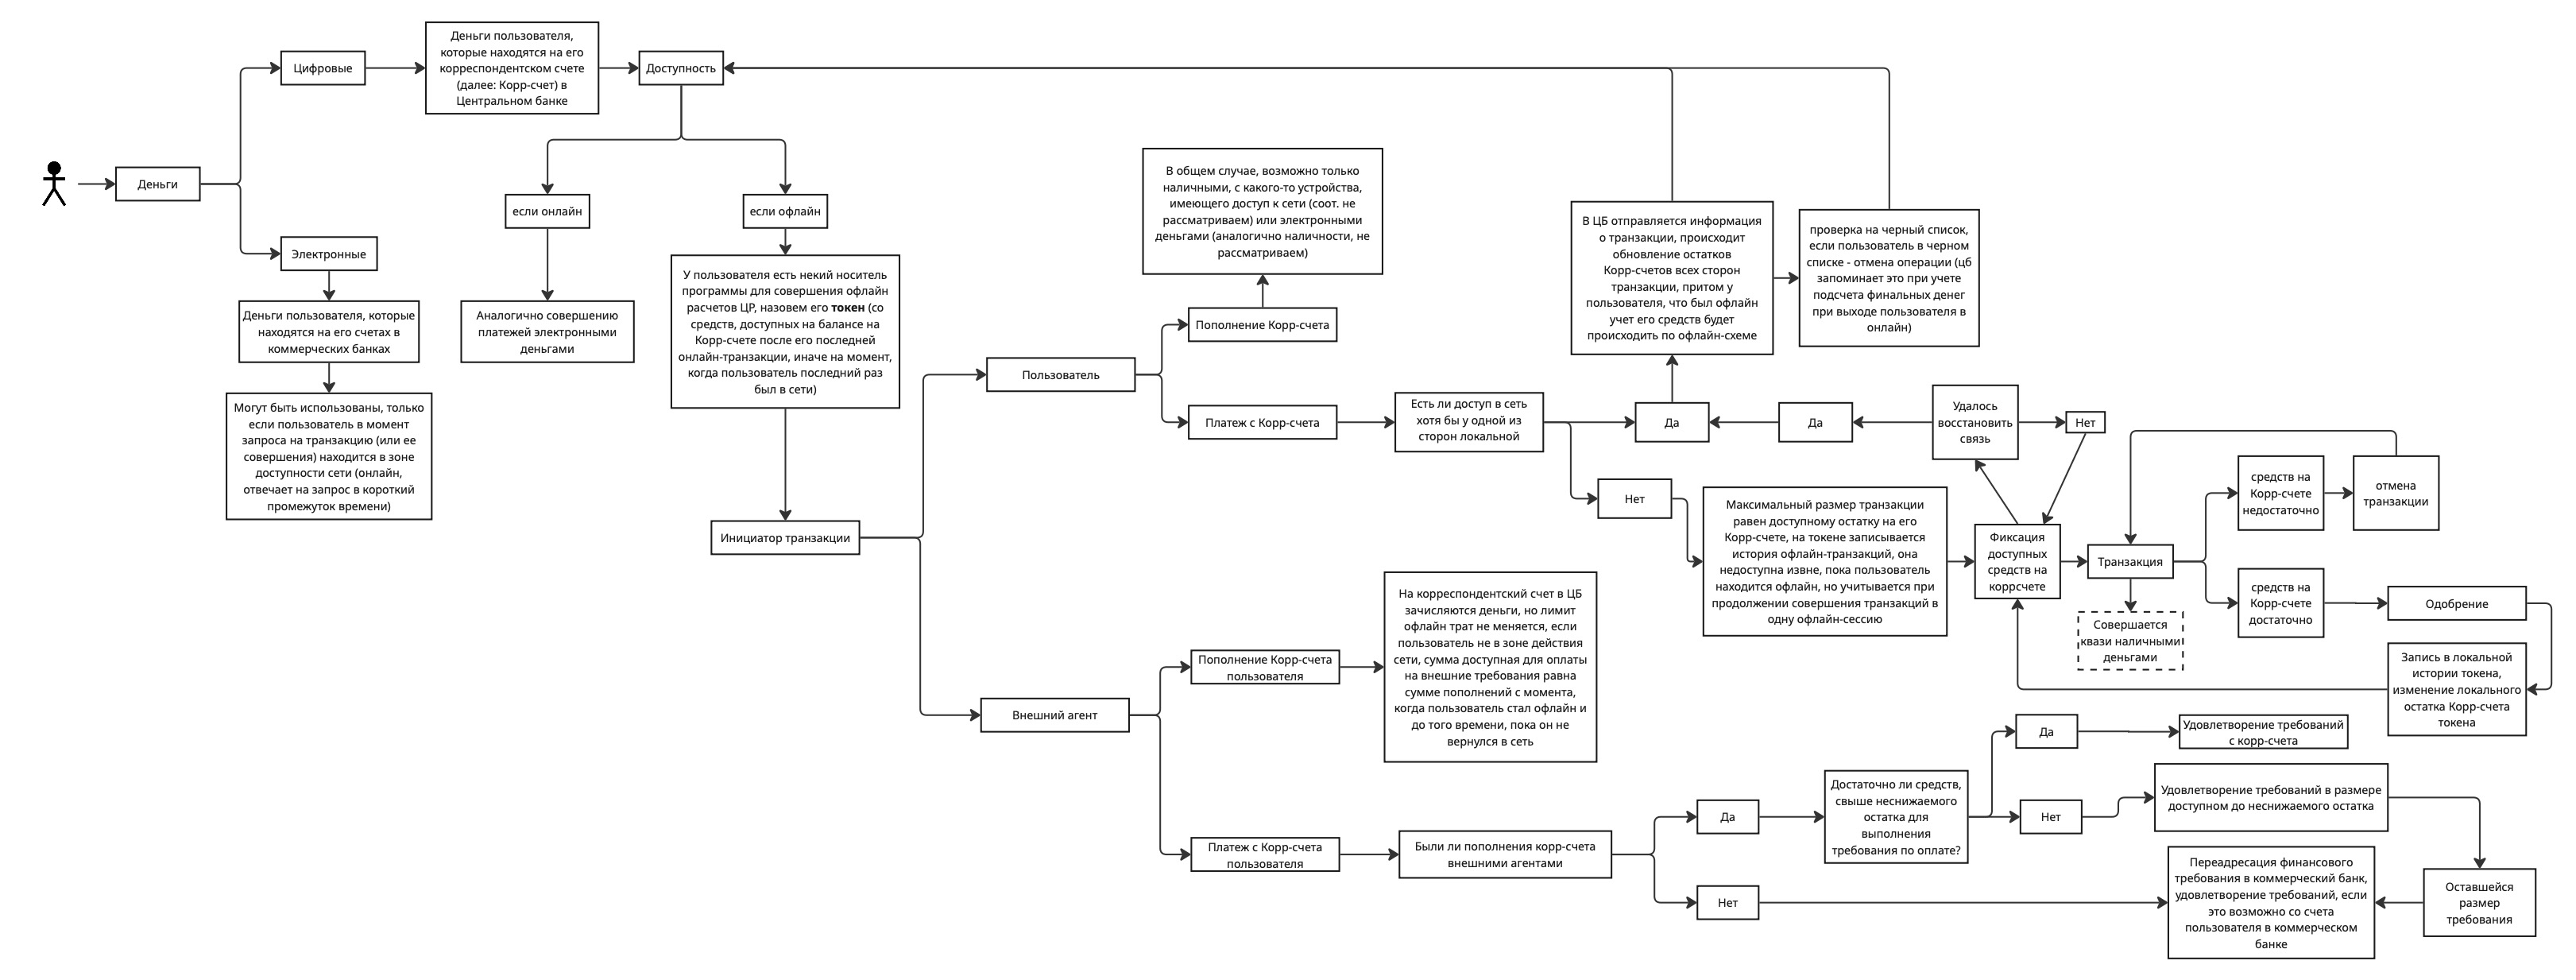 Деньги
Цифровые
Деньги пользователя,
которые находятся на его
корреспондентском счете
(далее: Корр-счет) в
Центральном банке
Доступность
Электронные
Деньги пользователя, которые
находятся на его счетах в
коммерческих банках
Могут быть использованы, только
если пользователь в момент
запроса на транзакцию (или ее
совершения) находится в зоне
доступности сети (онлайн,
отвечает на запрос в короткий
промежуток времени)
если онлайн
Аналогично совершению
платежей электронными
деньгами
если офлайн
У пользователя есть некий носитель
программы для совершения офлайн
расчетов ЦР, назовем его токен (со
средств, доступных на балансе на
Корр-счете после его последней
онлайн-транзакции, иначе на момент,
когда пользователь последний раз
был в сети)
Инициатор транзакции
Пользователь
Пополнение Корр-счета
В общем случае, возможно только
наличными, с какого-то устройства,
имеющего доступ к сети (соот. не
рассматриваем) или электронными
деньгами (аналогично наличности, не
рассматриваем)
Платеж с Корр-счета
Есть ли доступ в сеть
хотя бы у одной из
сторон локальной
Да
В ЦБ отправляется информация
о транзакции, происходит
обновление остатков
Корр-счетов всех сторон
транзакции, притом у
пользователя, что был офлайн
учет его средств будет
происходить по офлайн-схеме
проверка на черный список,
если пользователь в черном
списке - отмена операции (цб
запоминает это при учете
подсчета финальных денег
при выходе пользователя в
онлайн)
Да
Удалось
восстановить
связь
Нет
Нет
Максимальный размер транзакции
равен доступному остатку на его
Корр-счете, на токене записывается
история офлайн-транзакций, она
недоступна извне, пока пользователь
находится офлайн, но учитывается при
продолжении совершения транзакций в
одну офлайн-сессию
Фиксация
доступных
средств на
коррсчете
Транзакция
Совершается
квази наличными
деньгами
средств на
Корр-счете
недостаточно
отмена
транзакции
средств на
Корр-счете
достаточно
Одобрение
Запись в локальной
истории токена,
изменение локального
остатка Корр-счета
токена
Внешний агент
Пополнение Корр-счета
пользователя
На корреспондентский счет в ЦБ
зачисляются деньги, но лимит
офлайн трат не меняется, если
пользователь не в зоне действия
сети, сумма доступная для оплаты
на внешние требования равна
сумме пополнений с момента,
когда пользователь стал офлайн и
до того времени, пока он не
вернулся в сеть
Платеж с Корр-счета
пользователя
Были ли пополнения корр-счета
внешними агентами
Да
Достаточно ли средств,
свыше неснижаемого
остатка для
выполнения
требования по оплате?
Да
Удовлетворение требований
с корр-счета
Нет
Удовлетворение требований в размере
доступном до неснижаемого остатка
Оставшейся
размер
требования
Нет
Переадресация финансового
требования в коммерческий банк,
удовлетворение требований, если
это возможно со счета
пользователя в коммерческом
банке